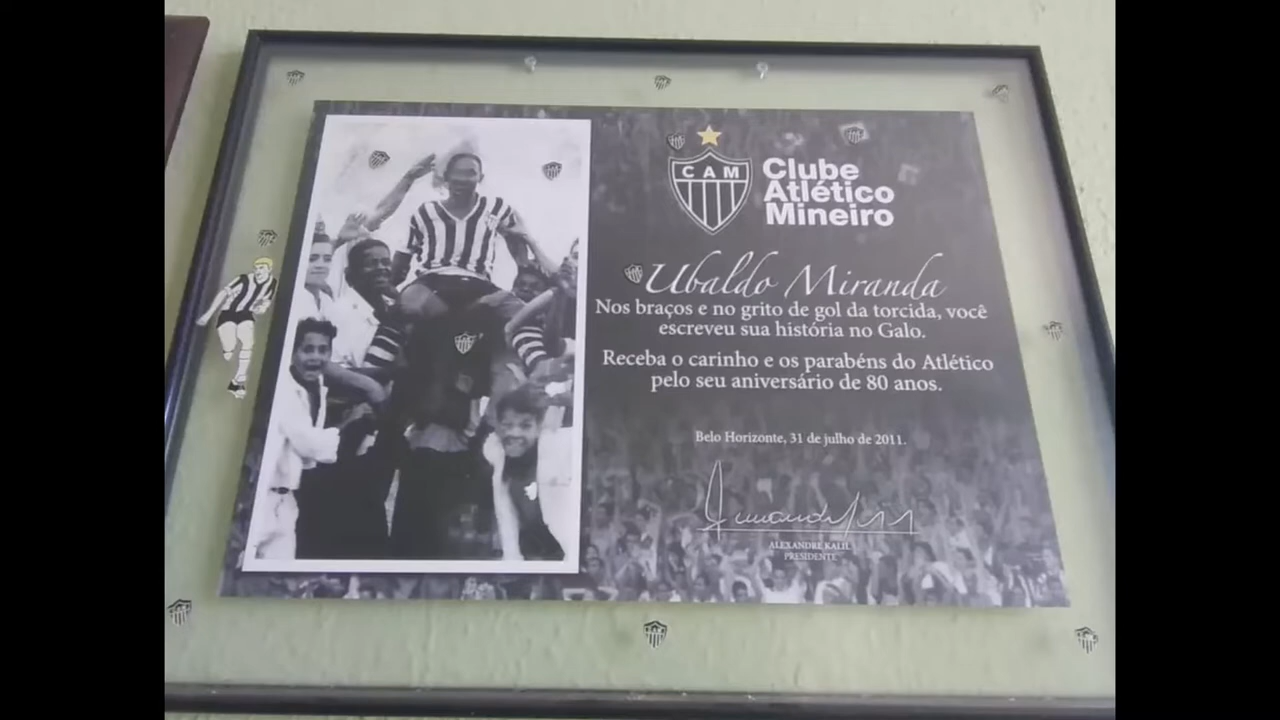 CAM
Clube
Atlético
Mineiro
Ubaldo Miranda
Nos braços e no grito de gol da torcida, você
escreveu sua história no Galo.
Receba o carinho e os parabéns do Atlético
pelo seu aniversário de 80 anos.
Belo Horizonte, 31 de julho de 2011.
ALEXANDRE KALIL
PRESIDENTE